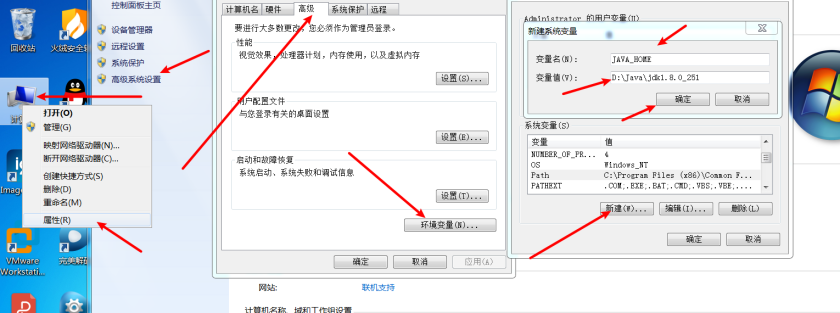 回收站
火绒安全软
打开(O)
管理(G)
映射网络驱动器(N)...
断开网络驱动器(C)...
创建快捷方式(S)
删除(D)
重命名(M)
属性(R)
VMware
Workstati...
完美解
控制面板主页
设备管理器
远程设置
系统保护
高级系统设置
计算机名
硬件
高级
系统保护
远程
要进行大多数更改，您必须作为管理员登录。
性能
视觉效果，处理器计划，内存使用，以及虚拟内存
设置(S)...
用户配置文件
与您登录有关的桌面设置
设置(E)...
启动和故障恢复
系统启动、系统失败和调试信息
设置(T)...
环境变量(N)...
确定
取消
应用(A)
网站:
联机支持
计算机名称、域和工作组设置
Administrator 的用户变量(U)
新建系统变量
变量名(N):
JAVA_HOME
变量值(V):
D:\Java\jdk1.8.0_251
确定
取消
系统变量(S)
变量
值
NUMBER_OF_PR...
4
OS
Windows_NT
Path
C:\Program Files (x86)\Common F...
PATHEXT
.COM;.EXE;.BAT;.CMD;.VBS;.VBE;....
新建(W)...
编辑(I)...
删除(L)
确定
取消